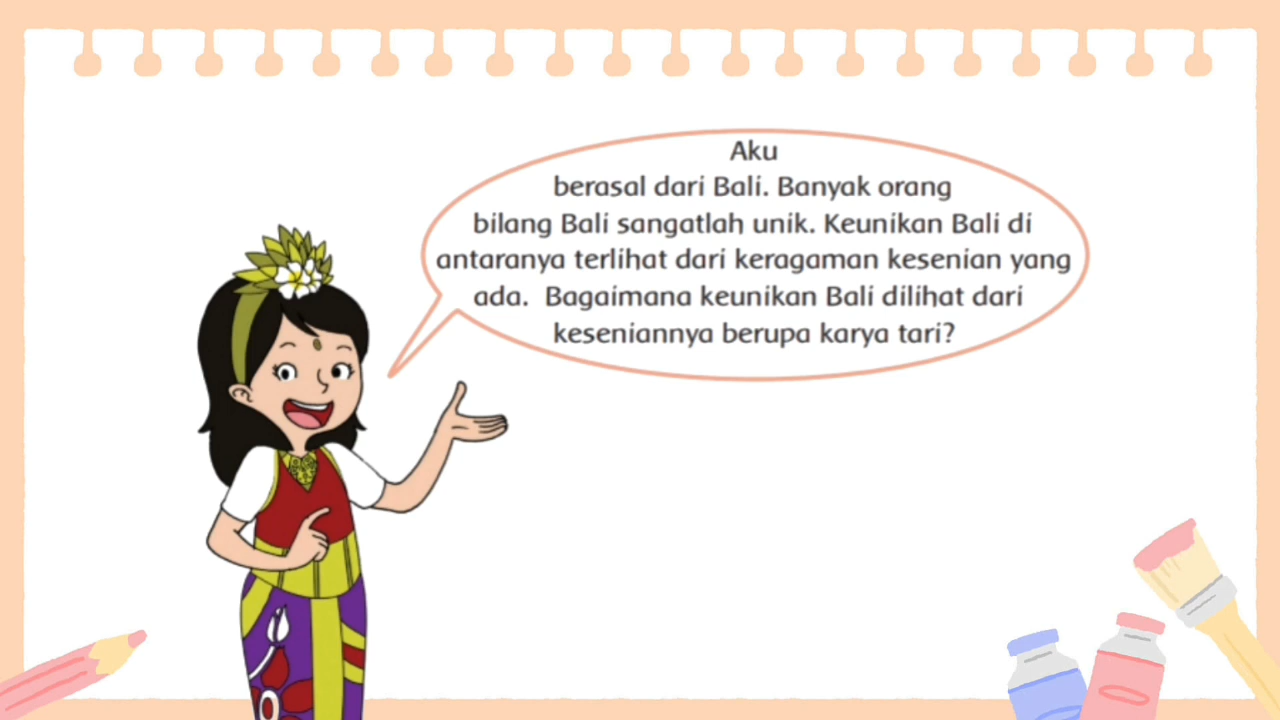 Aku
berasal dari Bali. Banyak orang
bilang Bali sangatlah unik. Keunikan Bali di
antaranya terlihat dari keragaman kesenian yang
ada. Bagaimana keunikan Bali dilihat dari
keseniannya berupa karya tari?